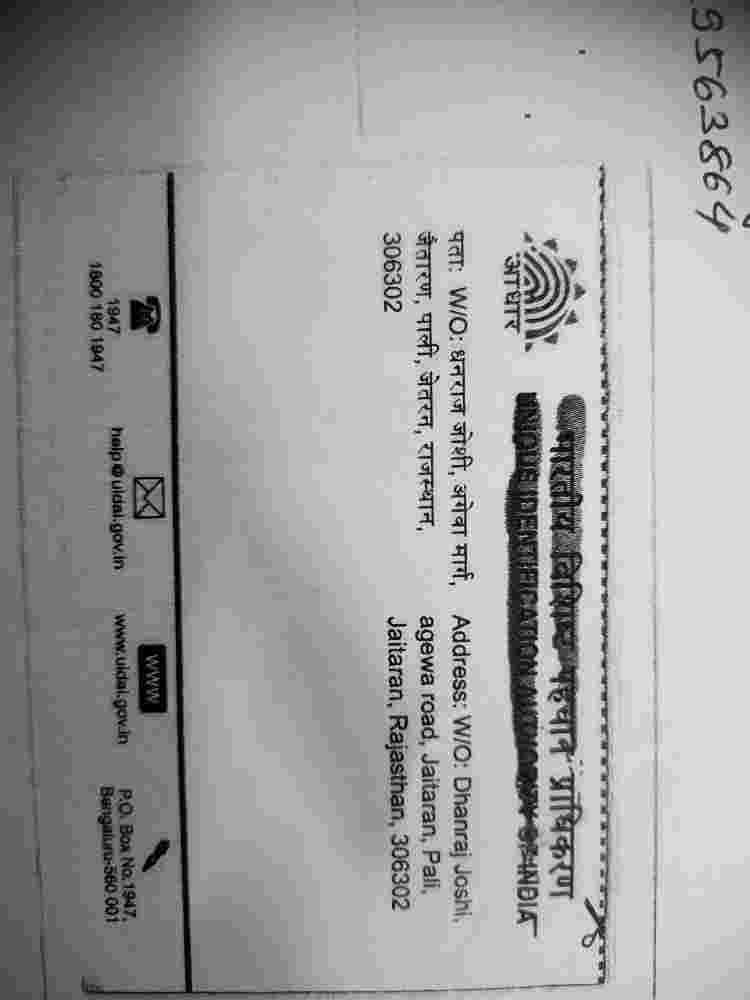 9563864
आधार
भारतीय विशिष्ट पहचान प्राधिकरण
UNIQUE IDENTIFICATION AUTHORITY OF INDIA
पता: W/O: धनराज जोशी, अगेवा मार्ग,
जैतारण, पाली, जेतरन, राजस्थान,
306302
Address: W/O: Dhanraj Joshi,
agewa road, Jaitaran, Pali,
Jaitaran, Rajasthan, 306302
1947
1800 180 1947
help@uidai.gov.in
WWW
www.uidai.gov.in
P.O. Box No.1947,
Bengaluru-560 001